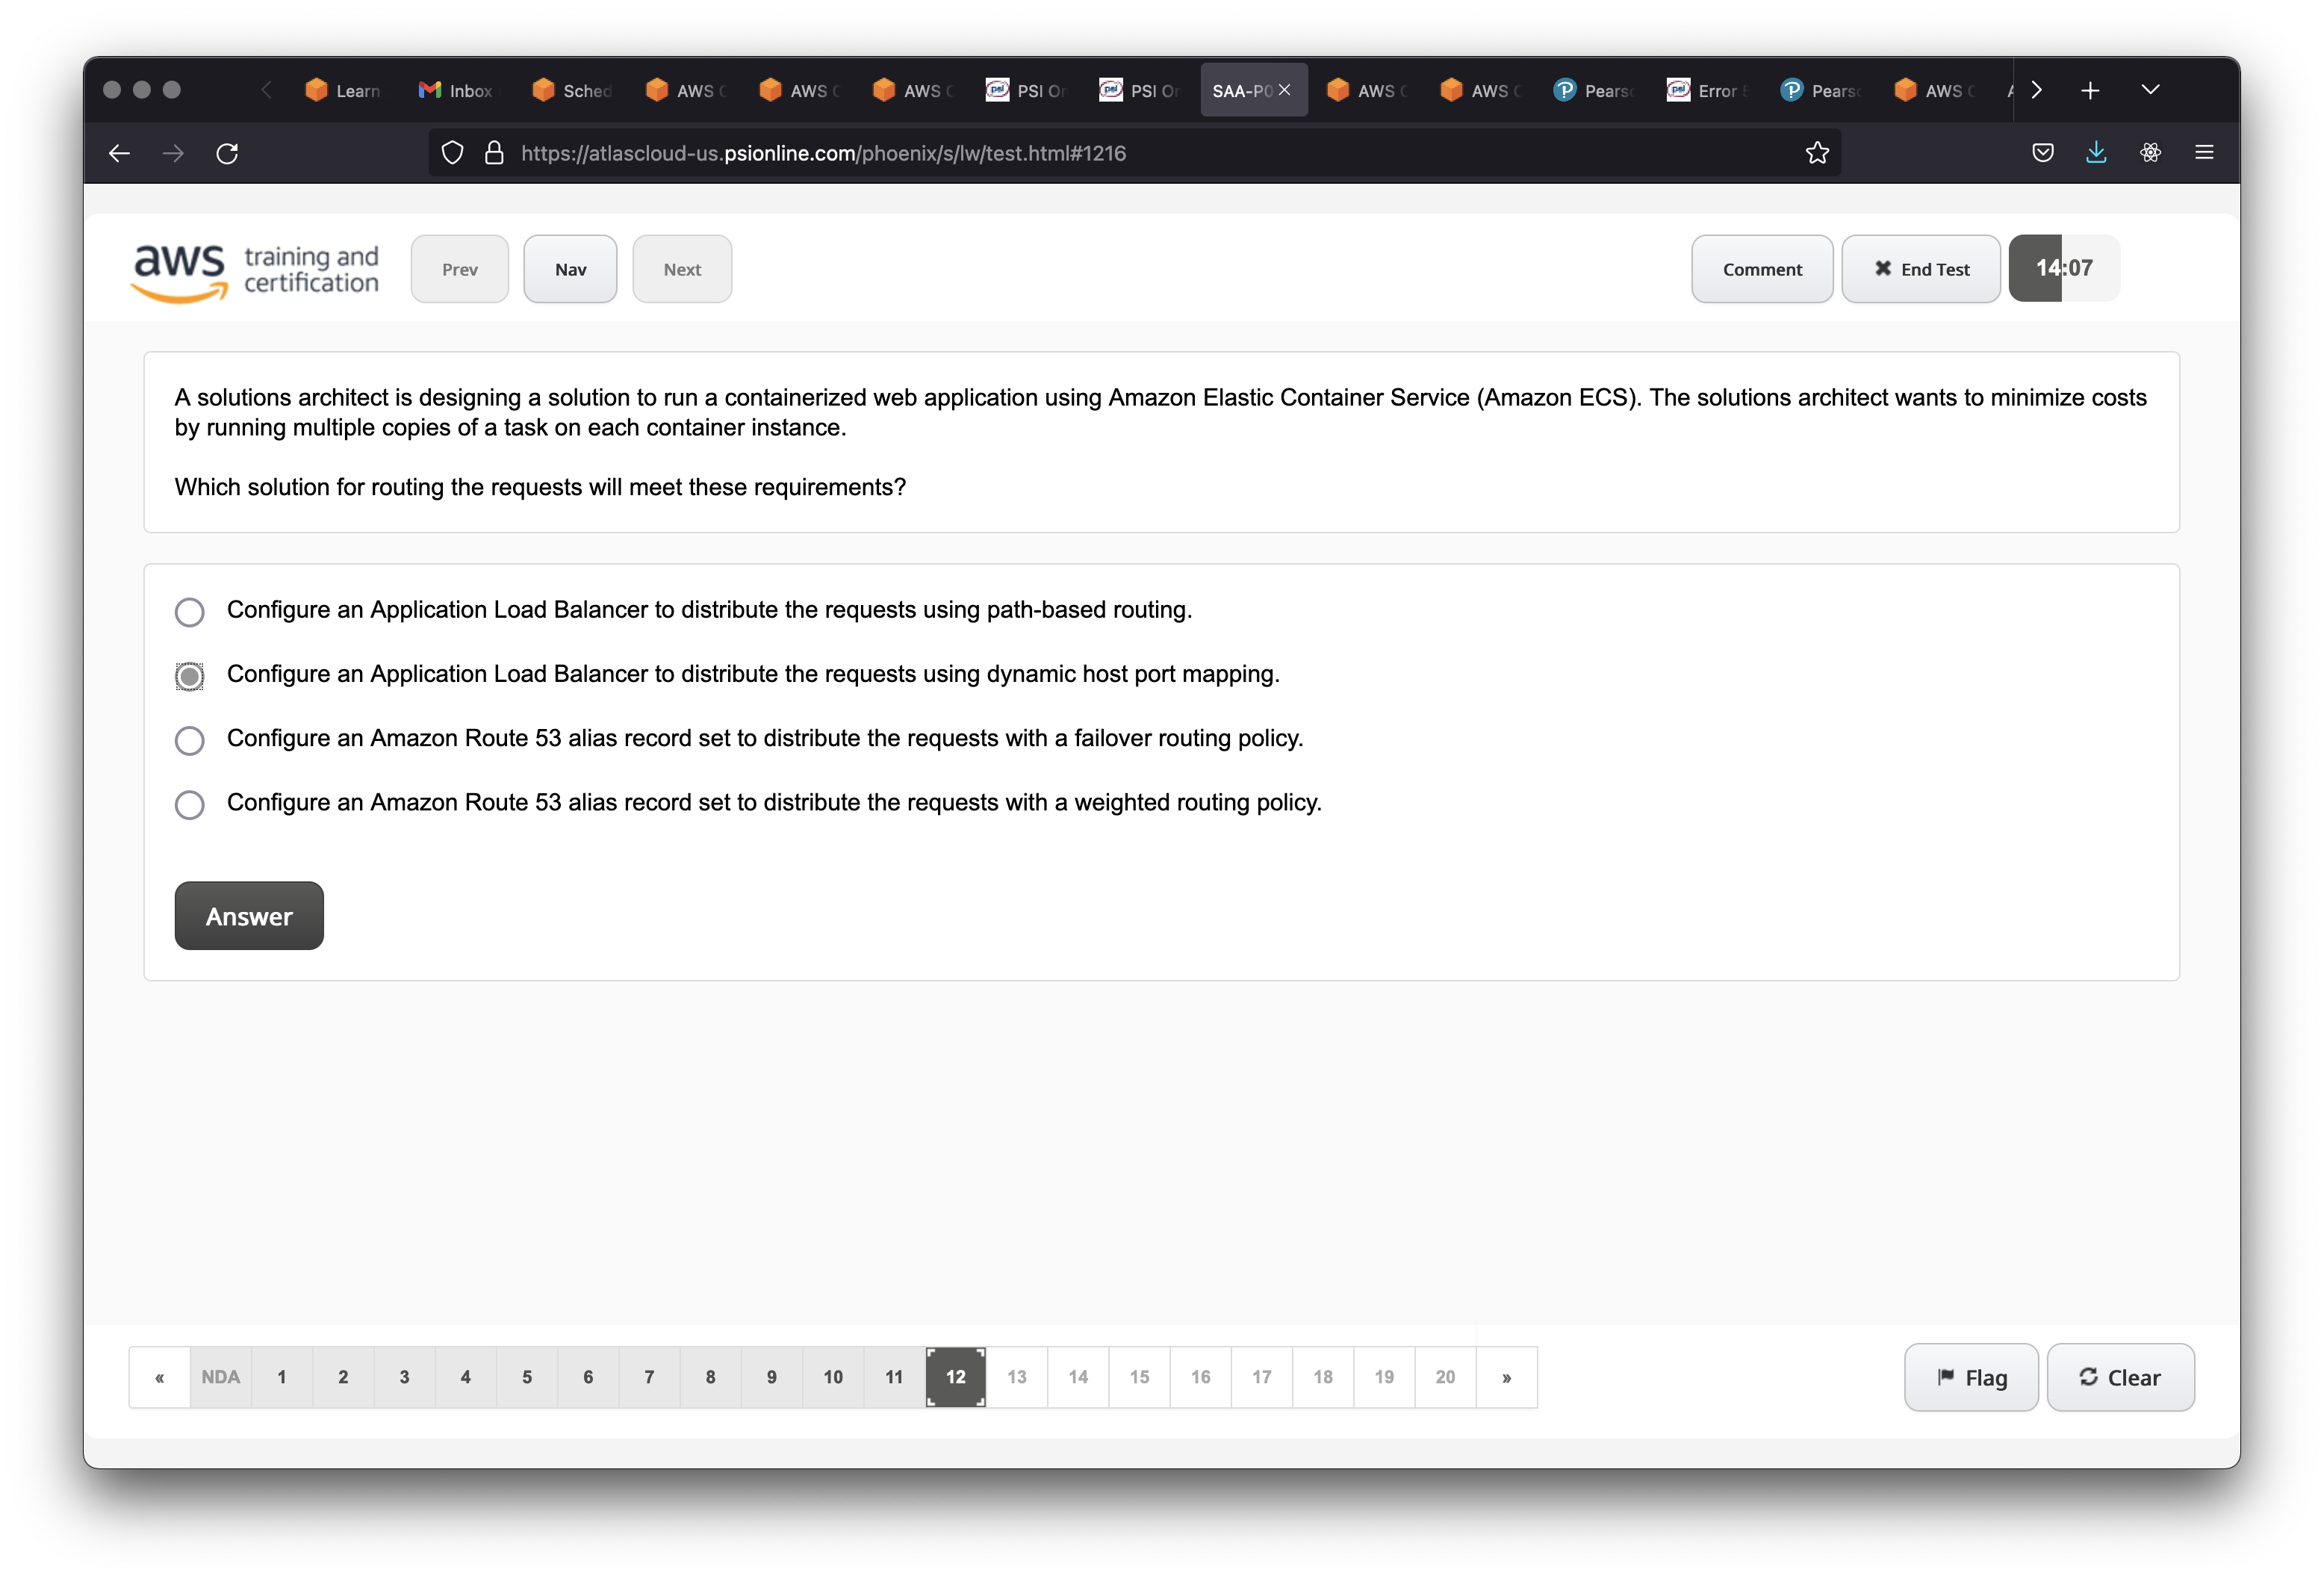 Learn
Inbox
Sched
AWS C
AWS C
AWS C
PSI On
PSI On
SAA-P0
AWS C
AWS C
Pears
Error
Pears
AWS C
https://atlascloud-us.psionline.com/phoenix/s/lw/test.html#1216
aws training and certification
Prev
Nav
Next
Comment
End Test
14:07
A solutions architect is designing a solution to run a containerized web application using Amazon Elastic Container Service (Amazon ECS). The solutions architect wants to minimize costs
by running multiple copies of a task on each container instance.
Which solution for routing the requests will meet these requirements?
Configure an Application Load Balancer to distribute the requests using path-based routing.
Configure an Application Load Balancer to distribute the requests using dynamic host port mapping.
Configure an Amazon Route 53 alias record set to distribute the requests with a failover routing policy.
Configure an Amazon Route 53 alias record set to distribute the requests with a weighted routing policy.
Answer
« NDA 1 2 3 4 5 6 7 8 9 10 11 12 13 14 15 16 17 18 19 20 »
Flag
Clear